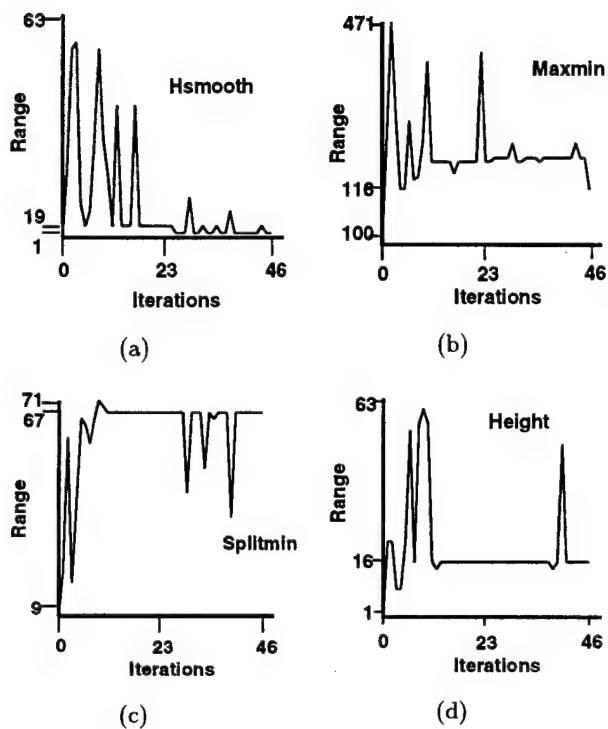 63
Range
Hsmooth
19
1
0
23
46
Iterations
(a)
471
Range
Maxmin
116
100
0
23
46
Iterations
(b)
71
67
Range
Splitmin
9
0
23
46
Iterations
(c)
63
Range
Height
16
1
0
23
46
Iterations
(d)